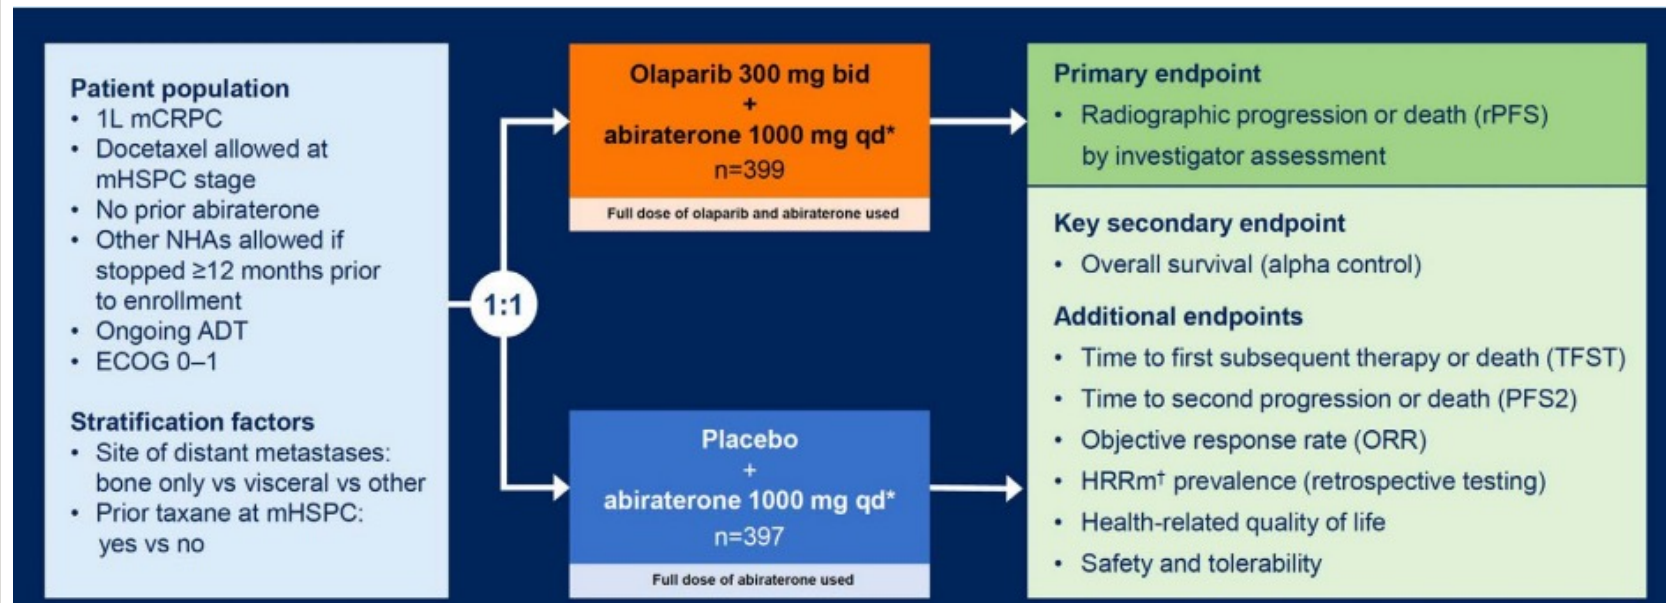 Patient population
• 1L mCRPC
• Docetaxel allowed at
mHSPC stage
• No prior abiraterone
• Other NHAs allowed if
stopped ≥12 months prior
to enrollment
• Ongoing ADT
• ECOG 0–1
Stratification factors
• Site of distant metastases:
bone only vs visceral vs other
• Prior taxane at mHSPC:
yes vs no
1:1
Olaparib 300 mg bid
+
abiraterone 1000 mg qd*
n=399
Full dose of olaparib and abiraterone used
Placebo
+
abiraterone 1000 mg qd*
n=397
Full dose of abiraterone used
Primary endpoint
• Radiographic progression or death (rPFS)
by investigator assessment
Key secondary endpoint
• Overall survival (alpha control)
Additional endpoints
• Time to first subsequent therapy or death (TFST)
• Time to second progression or death (PFS2)
• Objective response rate (ORR)
• HRRm† prevalence (retrospective testing)
• Health-related quality of life
• Safety and tolerability